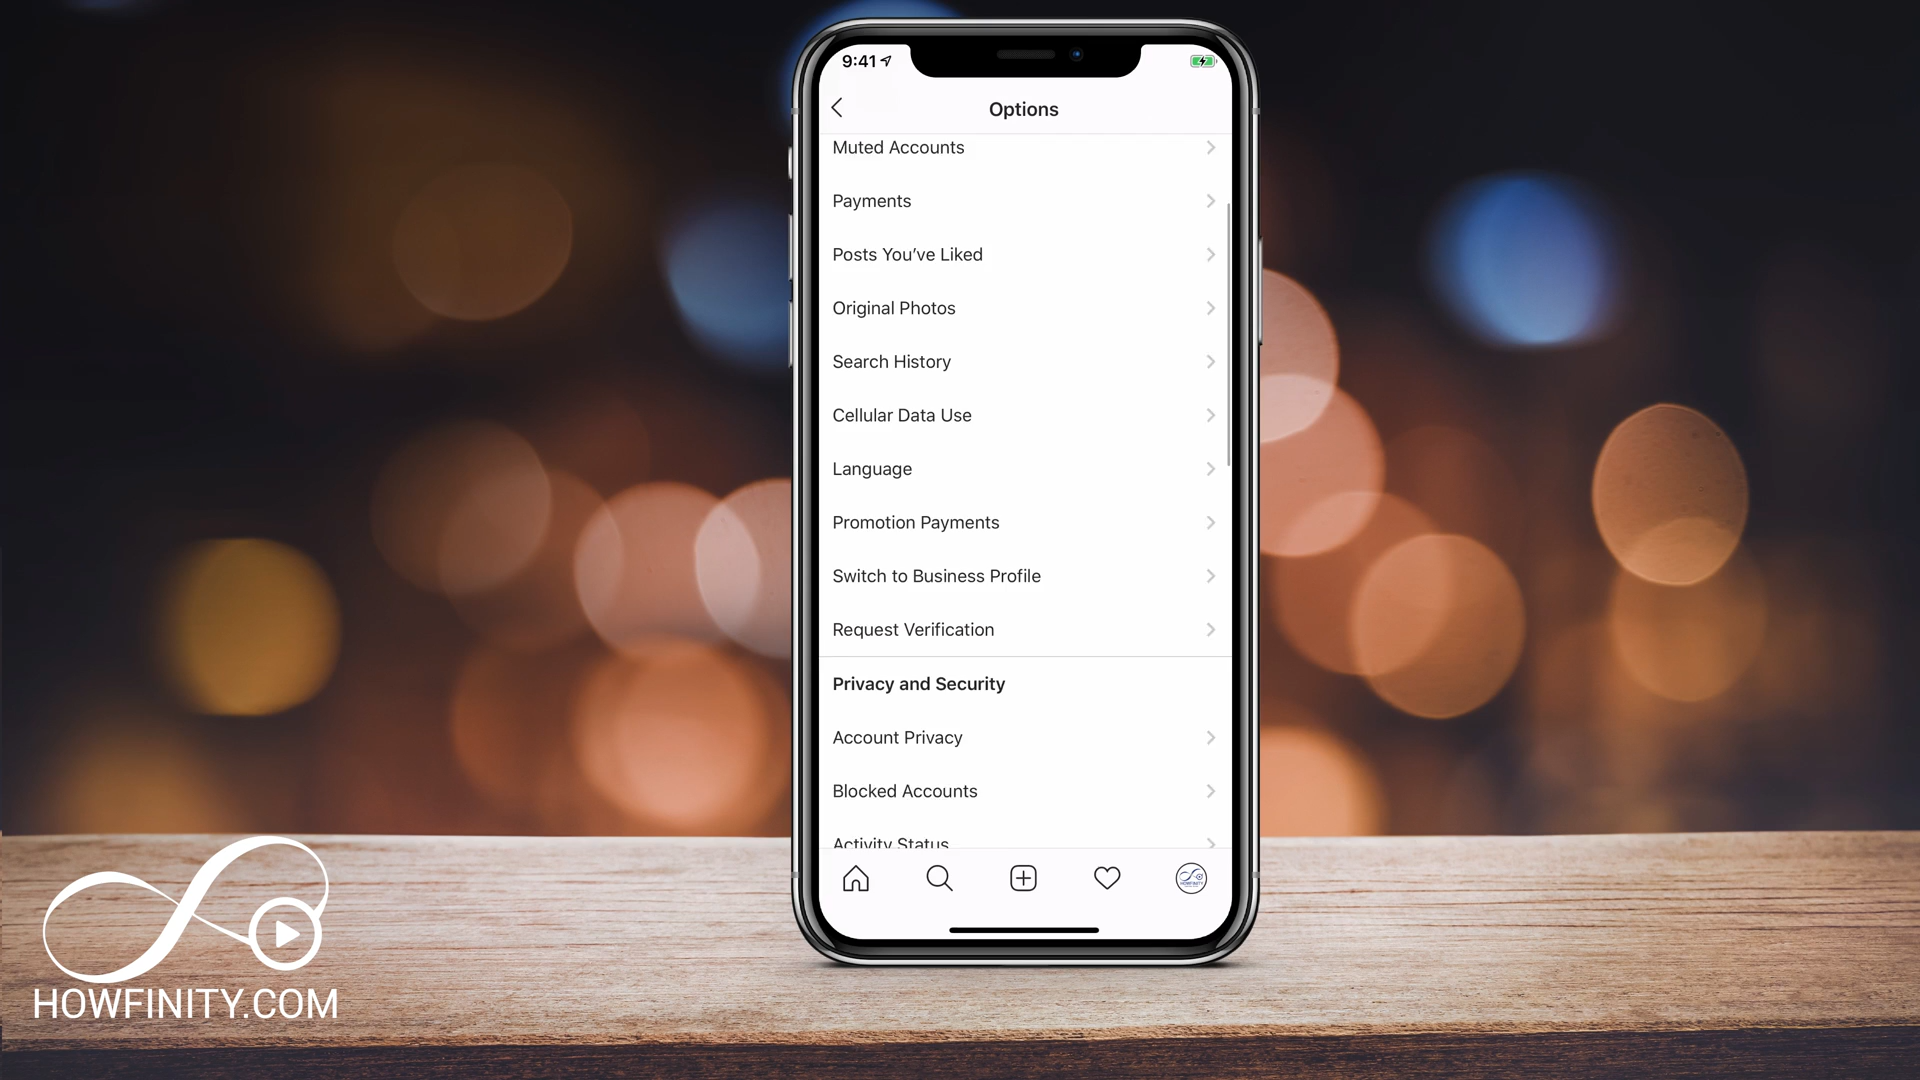 9:41
Options
Muted Accounts
Payments
Posts You’ve Liked
Original Photos
Search History
Cellular Data Use
Language
Promotion Payments
Switch to Business Profile
Request Verification
Privacy and Security
Account Privacy
Blocked Accounts
Activity Status
HOWFINITY
HOWFINITY.COM